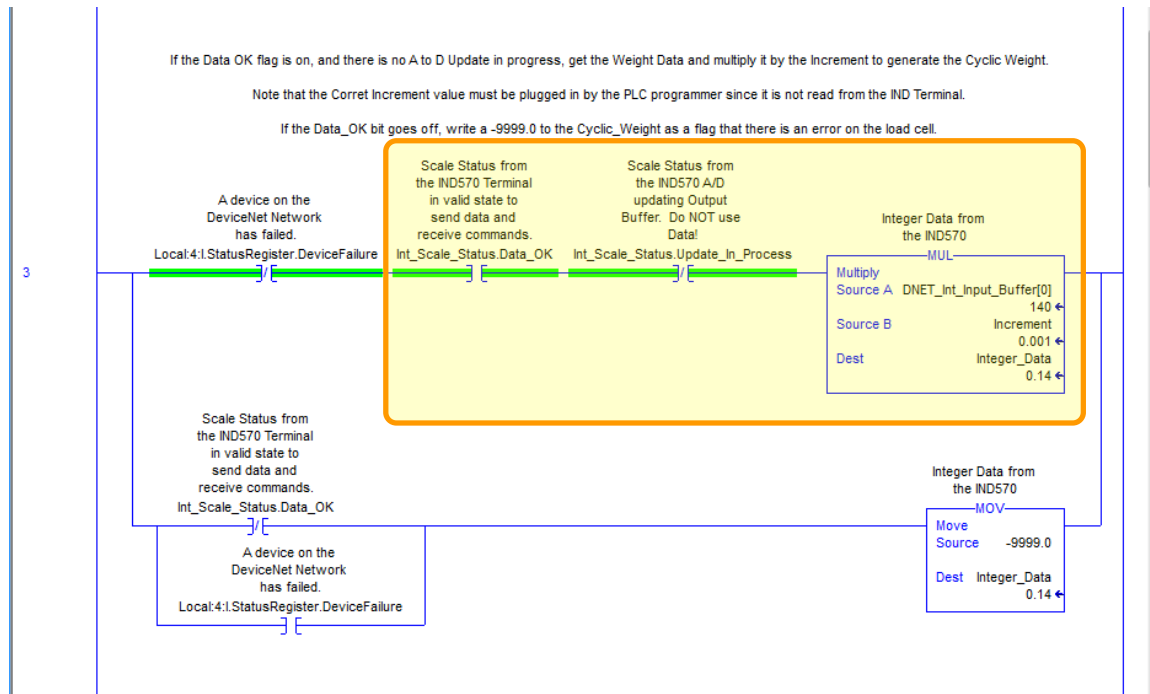 If the Data OK flag is on, and there is no A to D Update in progress, get the Weight Data and multiply it by the Increment to generate the Cyclic Weight.
Note that the Corret Increment value must be plugged in by the PLC programmer since it is not read from the IND Terminal.
If the Data_OK bit goes off, write a -9999.0 to the Cyclic_Weight as a flag that there is an error on the load cell.
3
A device on the
DeviceNet Network
has failed.
Local:4:I.StatusRegister.DeviceFailure
Scale Status from
the IND570 Terminal
in valid state to
send data and
receive commands.
Int_Scale_Status.Data_OK
Scale Status from
the IND570 A/D
updating Output
Buffer. Do NOT use
Data!
Int_Scale_Status.Update_In_Process
Integer Data from
the IND570
MUL
Multiply
Source A DNET_Int_Input_Buffer[0]
140
Source B Increment
0.001
Dest Integer_Data
0.14
Scale Status from
the IND570 Terminal
in valid state to
send data and
receive commands.
Int_Scale_Status.Data_OK
A device on the
DeviceNet Network
has failed.
Local:4:I.StatusRegister.DeviceFailure
Integer Data from
the IND570
MOV
Move
Source -9999.0
Dest Integer_Data
0.14